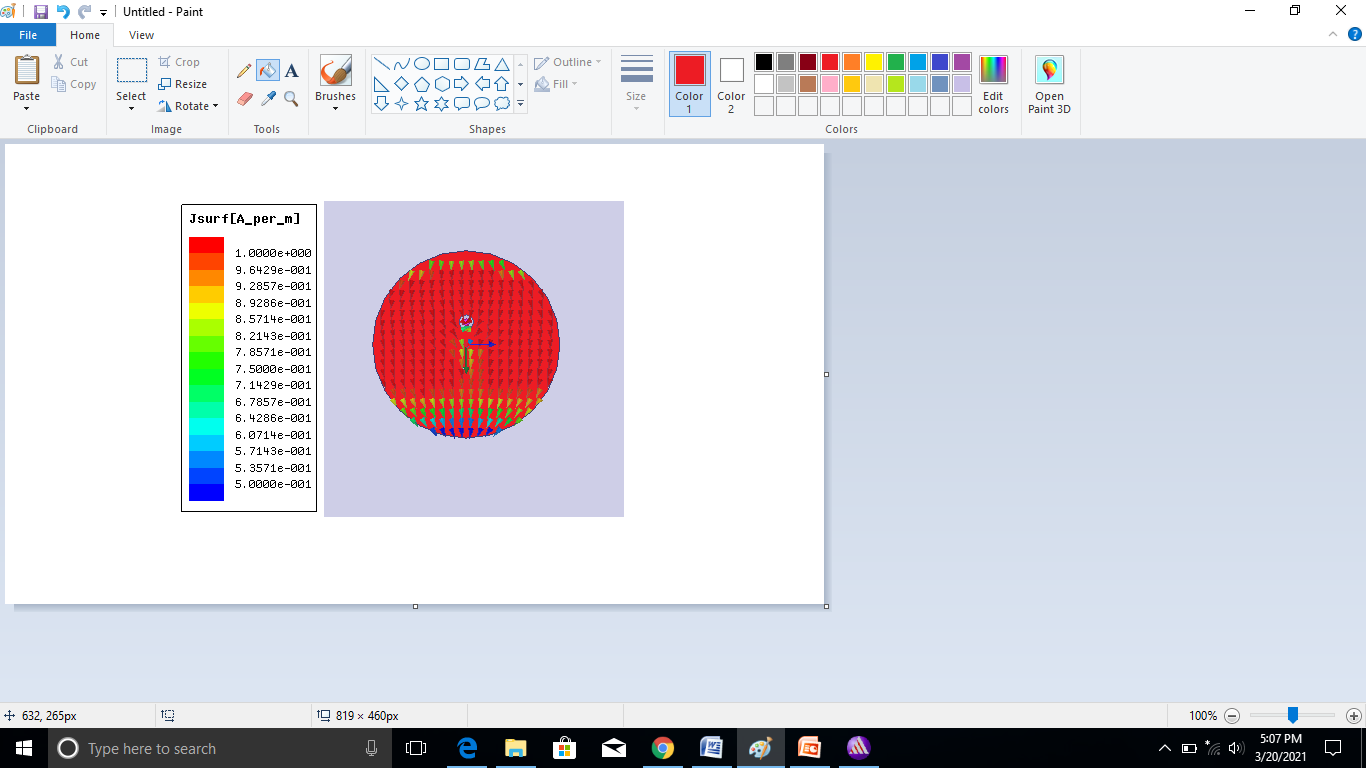 Untitled - Paint
File Home View
Paste
Cut
Copy
Clipboard
Select
Crop
Resize
Rotate
Image
A
Tools
Brushes
Outline
Fill
Shapes
Size
Color
1
Color
2
Edit
colors
Colors
Open
Paint 3D
Jsurf[A_per_m]
1.0000e+000
9.6429e-001
9.2857e-001
8.9286e-001
8.5714e-001
8.2143e-001
7.8571e-001
7.5000e-001
7.1429e-001
6.7857e-001
6.4286e-001
6.0714e-001
5.7143e-001
5.3571e-001
5.0000e-001
632, 265px
819 × 460px
100%
Type here to search
5:07 PM
3/20/2021